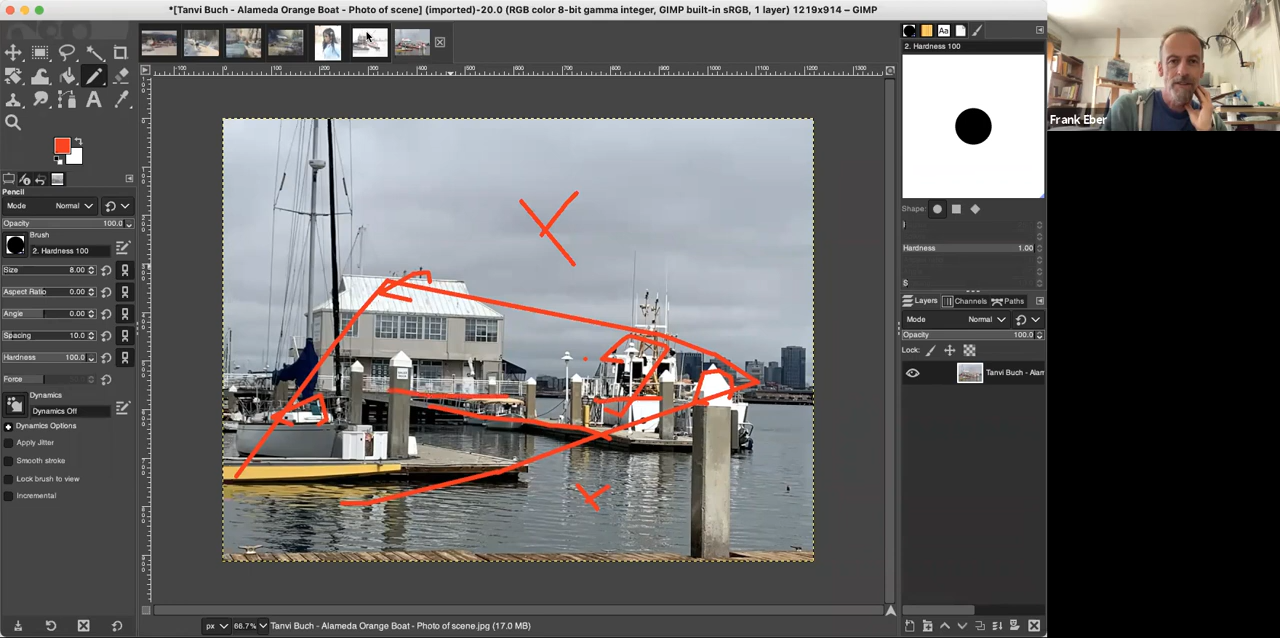 *[Tanvi Buch - Alameda Orange Boat - Photo of scene] (imported)-20.0 (RGB color 8-bit gamma integer, GIMP built-in sRGB, 1 layer) 1219x914 – GIMP
Aa
2. Hardness 100
Frank Eber
Shape:
Hardness 1.00
Pencil
Mode Normal
Opacity 100.0
Brush
2. Hardness 100
Size 8.00
Aspect Ratio 0.00
Angle 0.00
Spacing 10.0
Hardness 100.0
Force
Dynamics
Dynamics Off
Dynamics Options
Apply Jitter
Smooth stroke
Lock brush to view
Incremental
Layers Channels Paths
Mode Normal
Opacity 100.0
Lock:
Tanvi Buch - Alam
px 66.7% Tanvi Buch - Alameda Orange Boat - Photo of scene.jpg (17.0 MB)